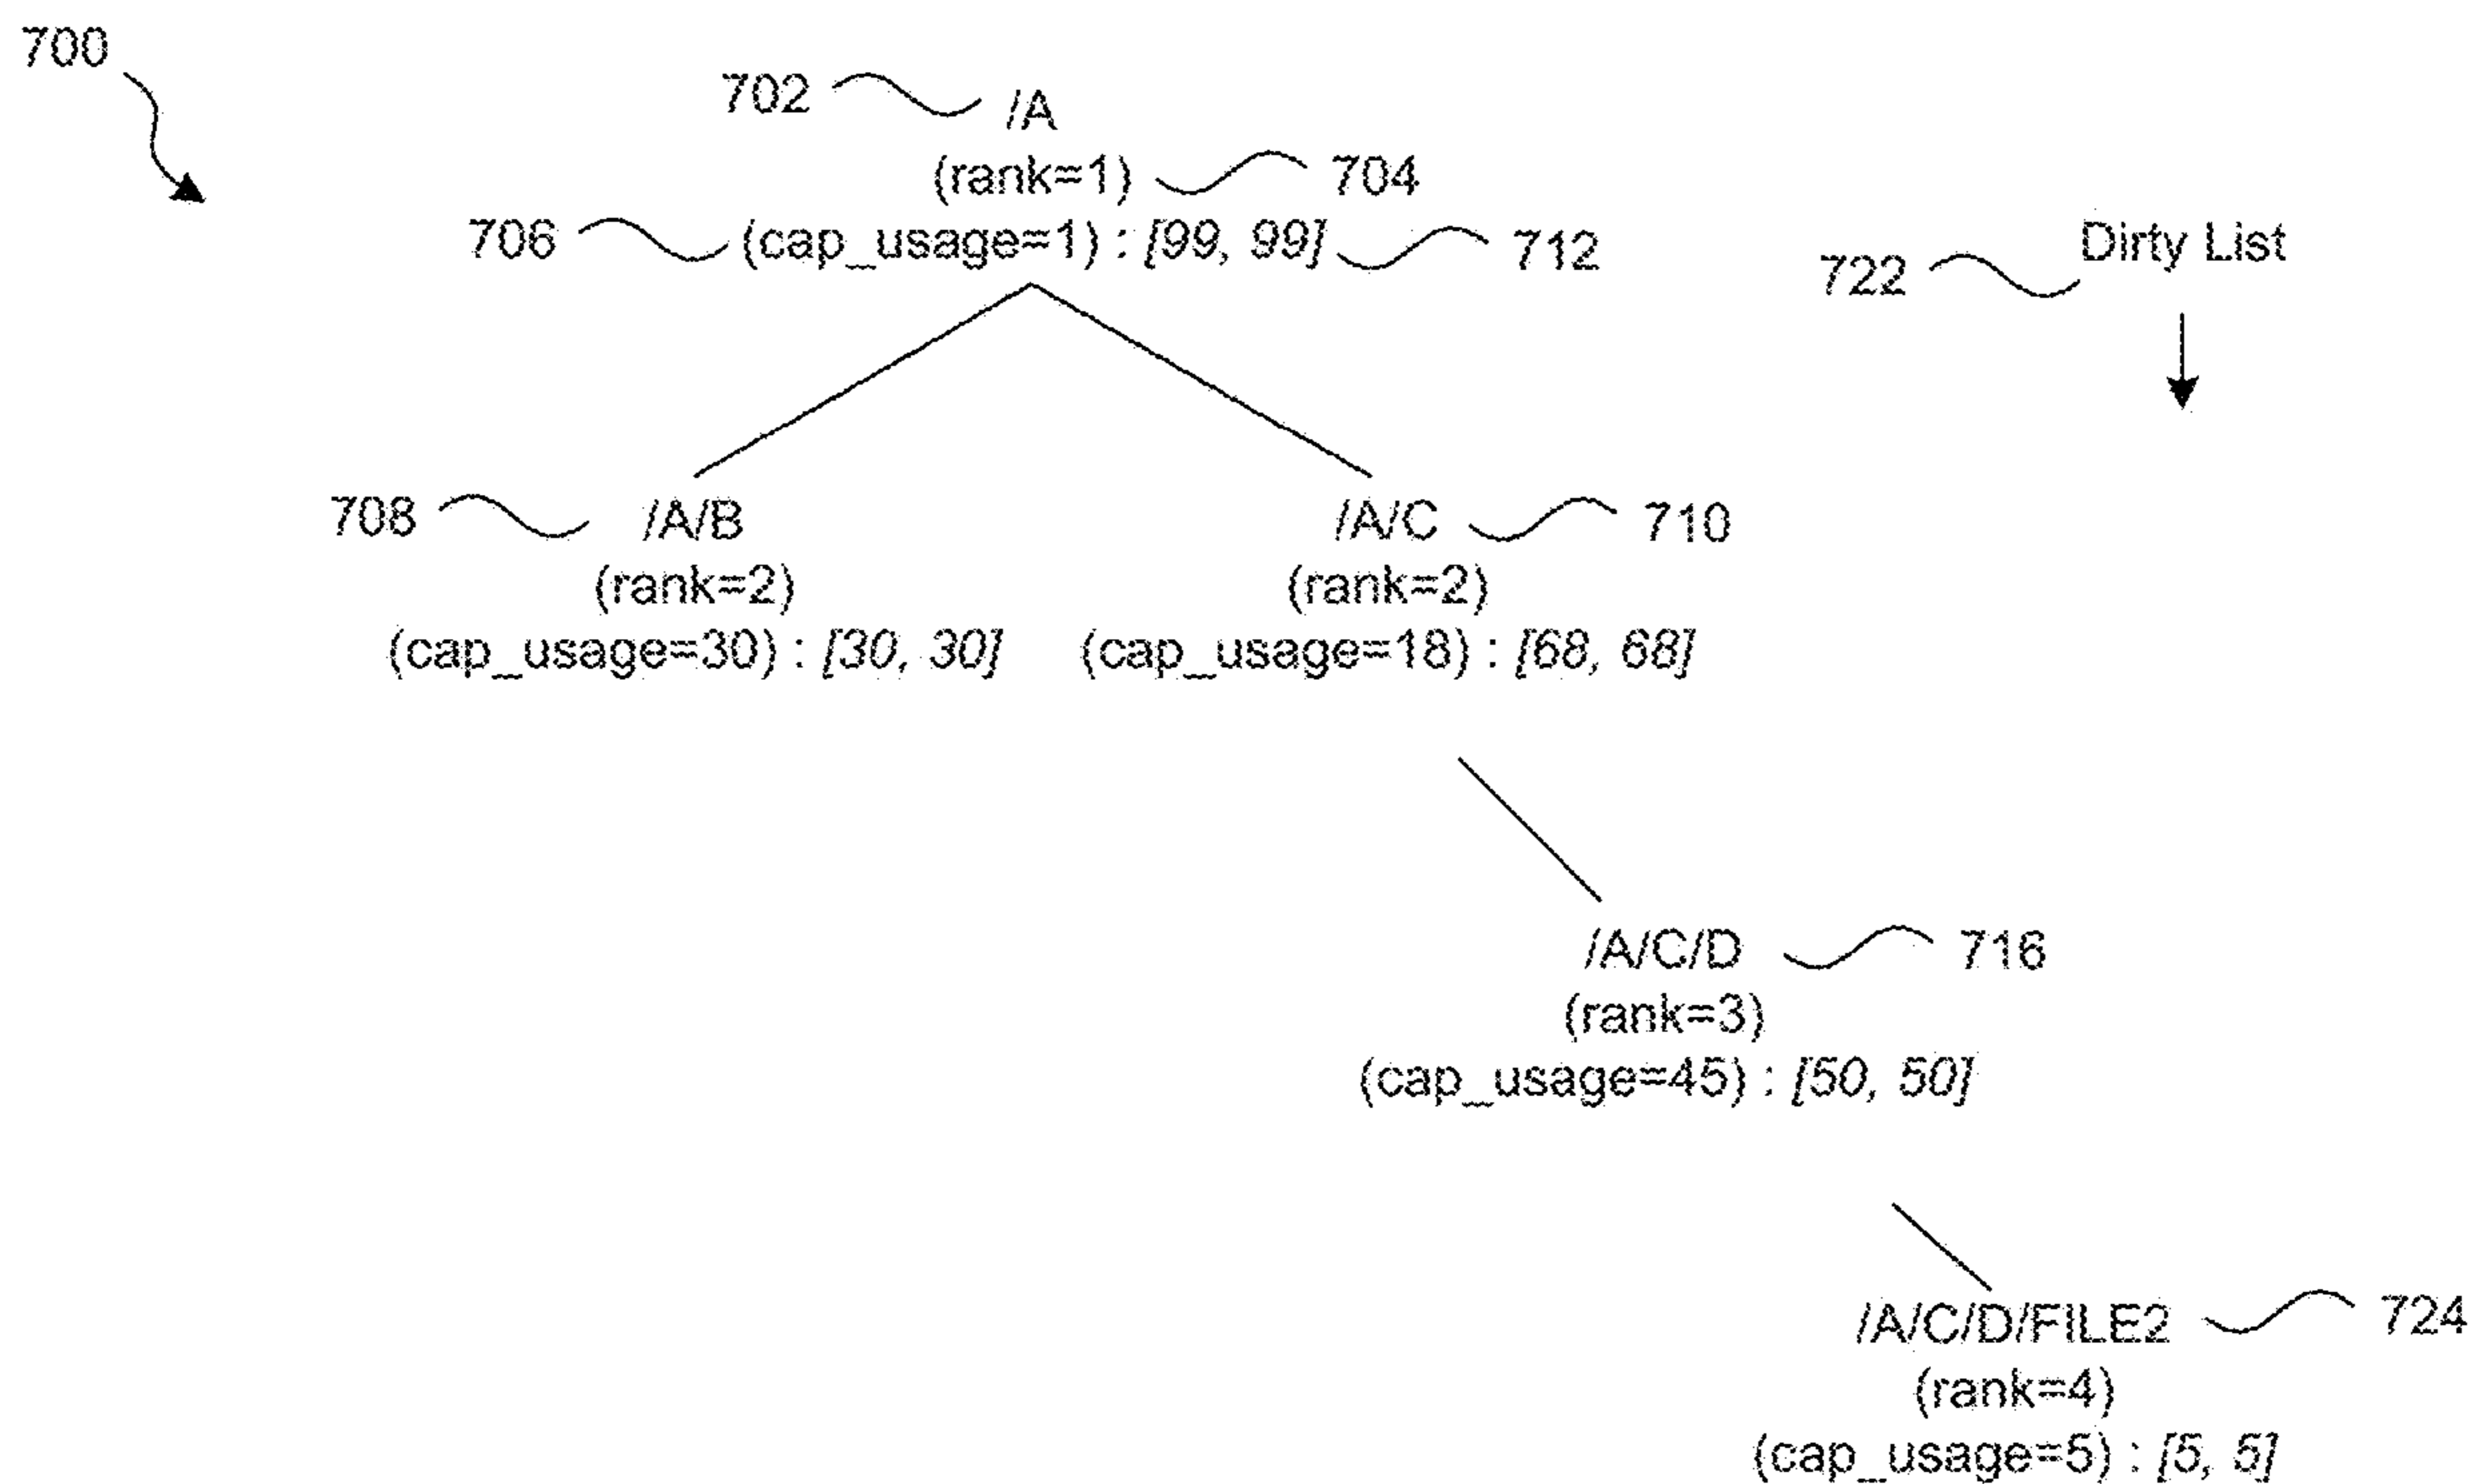 700
702 /A
(rank=1) 704
706 (cap_usage=1) : [99, 99] 712
722 Dirty List
708 /A/B
(rank=2)
(cap_usage=30) : [30, 30]
/A/C 710
(rank=2)
(cap_usage=18) : [68, 68]
/A/C/D 716
(rank=3)
(cap_usage=45) : [50, 50]
/A/C/D/FILE2 724
(rank=4)
(cap_usage=5) : [5, 5]